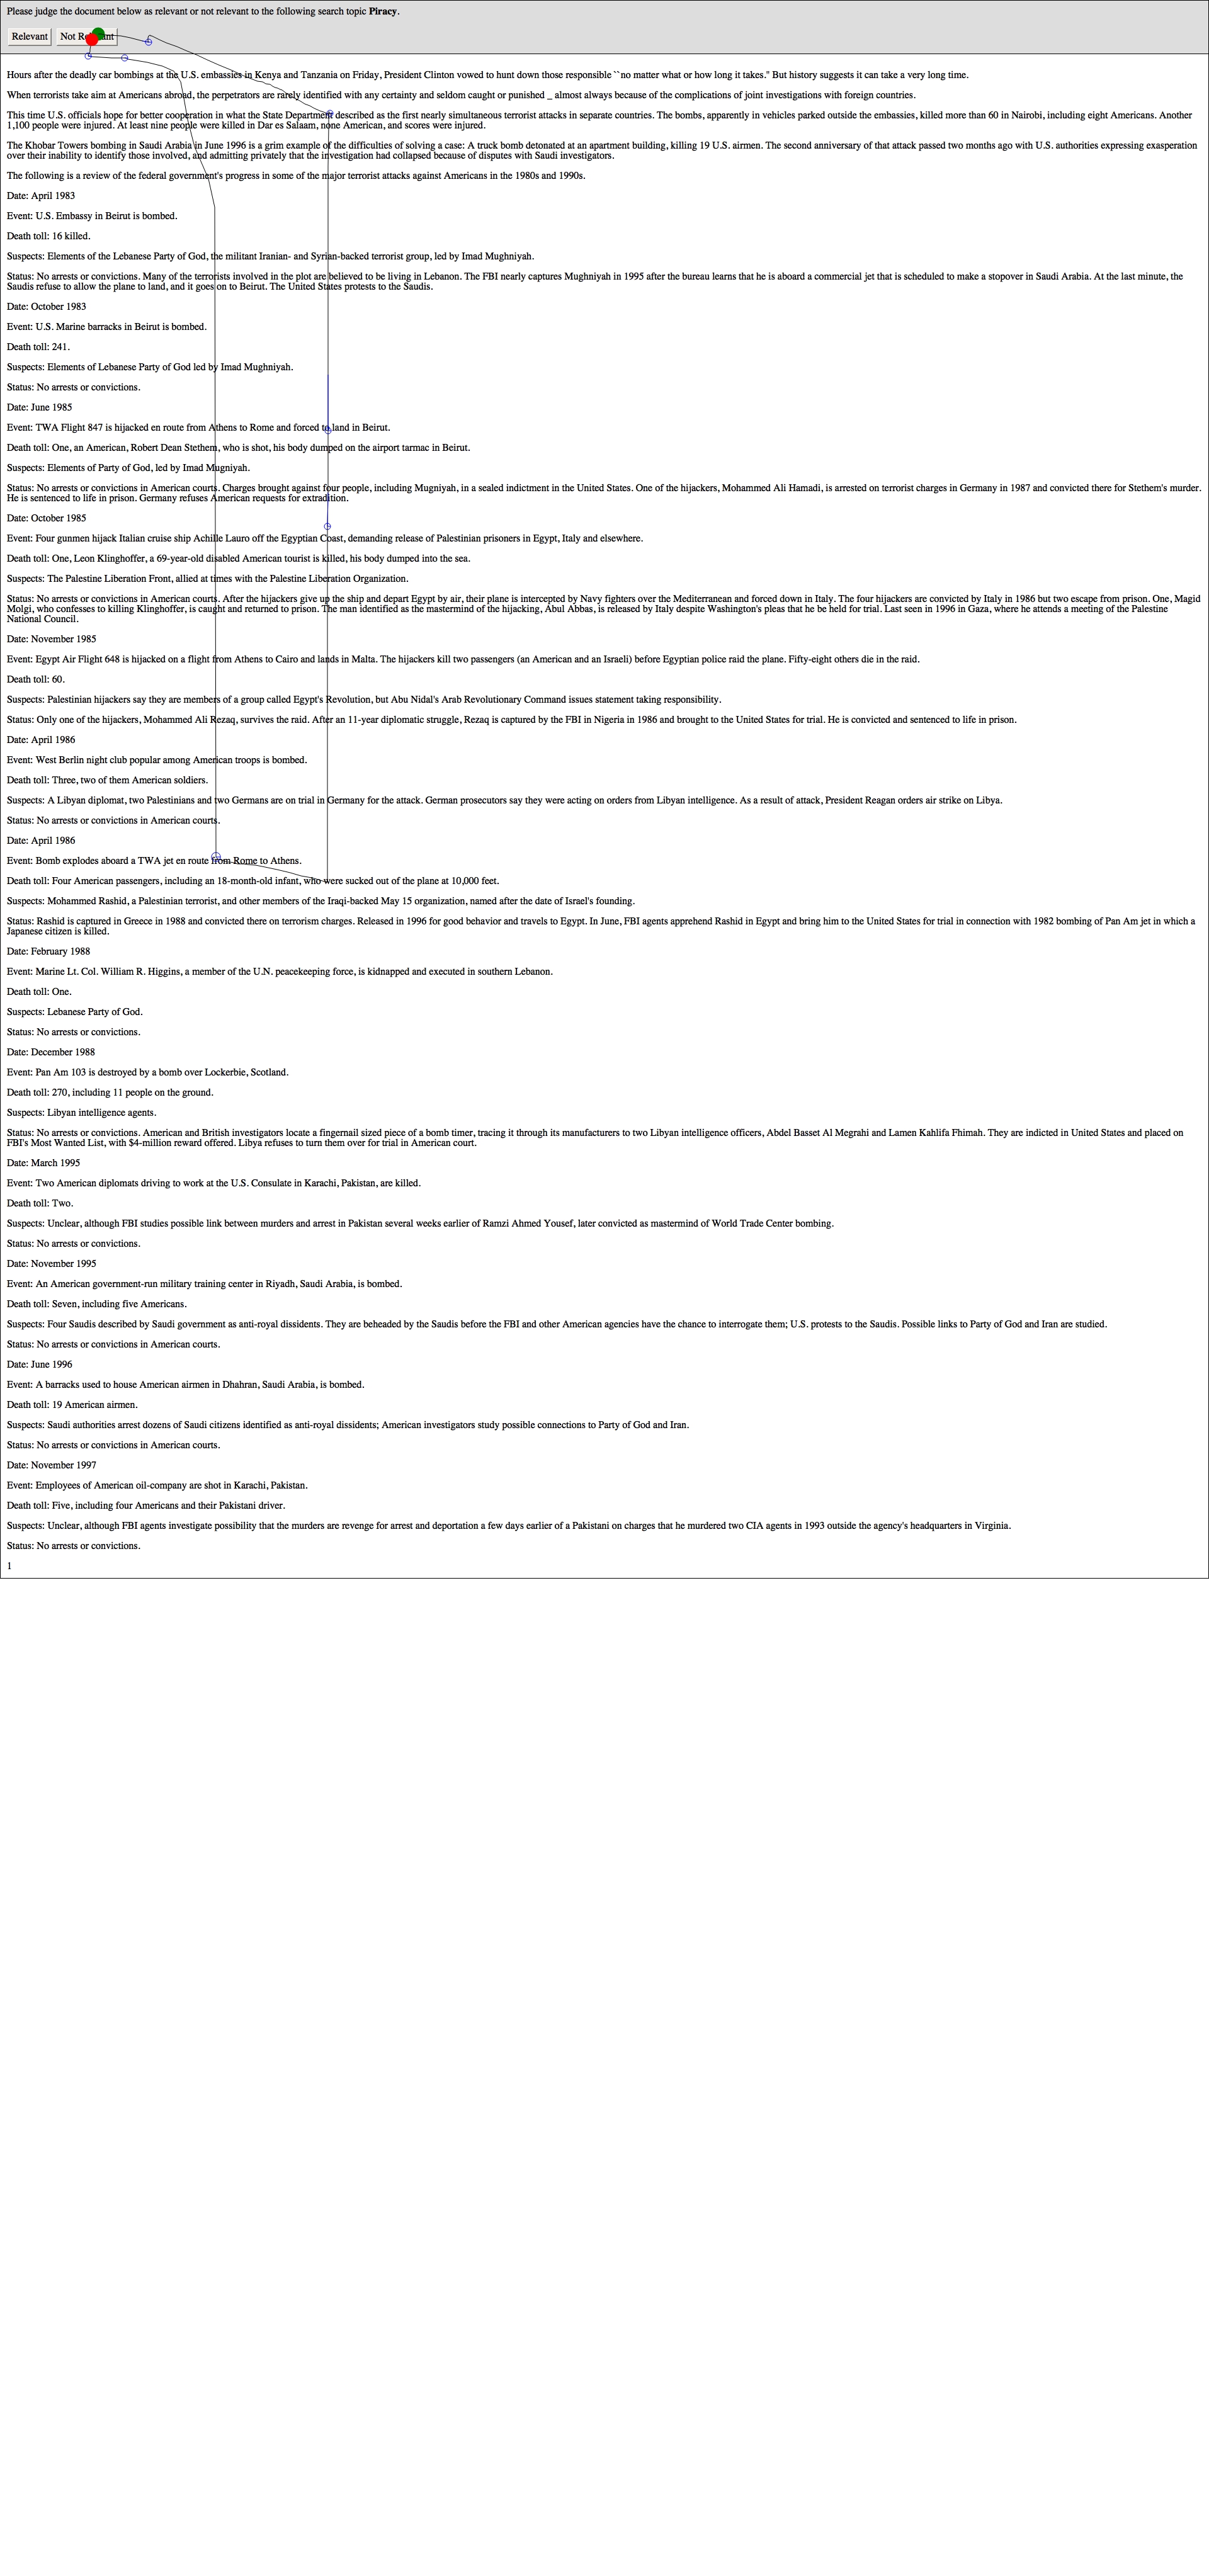 Please judge the document below as relevant or not relevant to the following search topic Piracy.
Relevant Not Re ant
Hours after the deadly car bombings at the U.S. embassies in Kenya and Tanzania on Friday, President Clinton vowed to hunt down those responsible ``no matter what or how long it takes.'' But history suggests it can take a very long time.
When terrorists take aim at Americans abroad, the perpetrators are rarely identified with any certainty and seldom caught or punished _ almost always because of the complications of joint investigations with foreign countries.
This time U.S. officials hope for better cooperation in what the State Department described as the first nearly simultaneous terrorist attacks in separate countries. The bombs, apparently in vehicles parked outside the embassies, killed more than 60 in Nairobi, including eight Americans. Another
1,100 people were injured. At least nine people were killed in Dar es Salaam, none American, and scores were injured.
The Khobar Towers bombing in Saudi Arabia in June 1996 is a grim example of the difficulties of solving a case: A truck bomb detonated at an apartment building, killing 19 U.S. airmen. The second anniversary of that attack passed two months ago with U.S. authorities expressing exasperation
over their inability to identify those involved, and admitting privately that the investigation had collapsed because of disputes with Saudi investigators.
The following is a review of the federal government's progress in some of the major terrorist attacks against Americans in the 1980s and 1990s.
Date: April 1983
Event: U.S. Embassy in Beirut is bombed.
Death toll: 16 killed.
Suspects: Elements of the Lebanese Party of God, the militant Iranian- and Syrian-backed terrorist group, led by Imad Mughniyah.
Status: No arrests or convictions. Many of the terrorists involved in the plot are believed to be living in Lebanon. The FBI nearly captures Mughniyah in 1995 after the bureau learns that he is aboard a commercial jet that is scheduled to make a stopover in Saudi Arabia. At the last minute, the
Saudis refuse to allow the plane to land, and it goes on to Beirut. The United States protests to the Saudis.
Date: October 1983
Event: U.S. Marine barracks in Beirut is bombed.
Death toll: 241.
Suspects: Elements of Lebanese Party of God led by Imad Mughniyah.
Status: No arrests or convictions.
Date: June 1985
Event: TWA Flight 847 is hijacked en route from Athens to Rome and forced to land in Beirut.
Death toll: One, an American, Robert Dean Stethem, who is shot, his body dumped on the airport tarmac in Beirut.
Suspects: Elements of Party of God, led by Imad Mugniyah.
Status: No arrests or convictions in American courts. Charges brought against four people, including Mugniyah, in a sealed indictment in the United States. One of the hijackers, Mohammed Ali Hamadi, is arrested on terrorist charges in Germany in 1987 and convicted there for Stethem's murder.
He is sentenced to life in prison. Germany refuses American requests for extradition.
Date: October 1985
Event: Four gunmen hijack Italian cruise ship Achille Lauro off the Egyptian Coast, demanding release of Palestinian prisoners in Egypt, Italy and elsewhere.
Death toll: One, Leon Klinghoffer, a 69-year-old disabled American tourist is killed, his body dumped into the sea.
Suspects: The Palestine Liberation Front, allied at times with the Palestine Liberation Organization.
Status: No arrests or convictions in American courts. After the hijackers give up the ship and depart Egypt by air, their plane is intercepted by Navy fighters over the Mediterranean and forced down in Italy. The four hijackers are convicted by Italy in 1986 but two escape from prison. One, Magid
Molgi, who confesses to killing Klinghoffer, is caught and returned to prison. The man identified as the mastermind of the hijacking, Abul Abbas, is released by Italy despite Washington's pleas that he be held for trial. Last seen in 1996 in Gaza, where he attends a meeting of the Palestine
National Council.
Date: November 1985
Event: Egypt Air Flight 648 is hijacked on a flight from Athens to Cairo and lands in Malta. The hijackers kill two passengers (an American and an Israeli) before Egyptian police raid the plane. Fifty-eight others die in the raid.
Death toll: 60.
Suspects: Palestinian hijackers say they are members of a group called Egypt's Revolution, but Abu Nidal's Arab Revolutionary Command issues statement taking responsibility.
Status: Only one of the hijackers, Mohammed Ali Rezaq, survives the raid. After an 11-year diplomatic struggle, Rezaq is captured by the FBI in Nigeria in 1986 and brought to the United States for trial. He is convicted and sentenced to life in prison.
Date: April 1986
Event: West Berlin night club popular among American troops is bombed.
Death toll: Three, two of them American soldiers.
Suspects: A Libyan diplomat, two Palestinians and two Germans are on trial in Germany for the attack. German prosecutors say they were acting on orders from Libyan intelligence. As a result of attack, President Reagan orders air strike on Libya.
Status: No arrests or convictions in American courts.
Date: April 1986
Event: Bomb explodes aboard a TWA jet en route from Rome to Athens.
Death toll: Four American passengers, including an 18-month-old infant, who were sucked out of the plane at 10,000 feet.
Suspects: Mohammed Rashid, a Palestinian terrorist, and other members of the Iraqi-backed May 15 organization, named after the date of Israel's founding.
Status: Rashid is captured in Greece in 1988 and convicted there on terrorism charges. Released in 1996 for good behavior and travels to Egypt. In June, FBI agents apprehend Rashid in Egypt and bring him to the United States for trial in connection with 1982 bombing of Pan Am jet in which a
Japanese citizen is killed.
Date: February 1988
Event: Marine Lt. Col. William R. Higgins, a member of the U.N. peacekeeping force, is kidnapped and executed in southern Lebanon.
Death toll: One.
Suspects: Lebanese Party of God.
Status: No arrests or convictions.
Date: December 1988
Event: Pan Am 103 is destroyed by a bomb over Lockerbie, Scotland.
Death toll: 270, including 11 people on the ground.
Suspects: Libyan intelligence agents.
Status: No arrests or convictions. American and British investigators locate a fingernail sized piece of a bomb timer, tracing it through its manufacturers to two Libyan intelligence officers, Abdel Basset Al Megrahi and Lamen Kahlifa Fhimah. They are indicted in United States and placed on
FBI's Most Wanted List, with $4-million reward offered. Libya refuses to turn them over for trial in American court.
Date: March 1995
Event: Two American diplomats driving to work at the U.S. Consulate in Karachi, Pakistan, are killed.
Death toll: Two.
Suspects: Unclear, although FBI studies possible link between murders and arrest in Pakistan several weeks earlier of Ramzi Ahmed Yousef, later convicted as mastermind of World Trade Center bombing.
Status: No arrests or convictions.
Date: November 1995
Event: An American government-run military training center in Riyadh, Saudi Arabia, is bombed.
Death toll: Seven, including five Americans.
Suspects: Four Saudis described by Saudi government as anti-royal dissidents. They are beheaded by the Saudis before the FBI and other American agencies have the chance to interrogate them; U.S. protests to the Saudis. Possible links to Party of God and Iran are studied.
Status: No arrests or convictions in American courts.
Date: June 1996
Event: A barracks used to house American airmen in Dhahran, Saudi Arabia, is bombed.
Death toll: 19 American airmen.
Suspects: Saudi authorities arrest dozens of Saudi citizens identified as anti-royal dissidents; American investigators study possible connections to Party of God and Iran.
Status: No arrests or convictions in American courts.
Date: November 1997
Event: Employees of American oil-company are shot in Karachi, Pakistan.
Death toll: Five, including four Americans and their Pakistani driver.
Suspects: Unclear, although FBI agents investigate possibility that the murders are revenge for arrest and deportation a few days earlier of a Pakistani on charges that he murdered two CIA agents in 1993 outside the agency's headquarters in Virginia.
Status: No arrests or convictions.
1